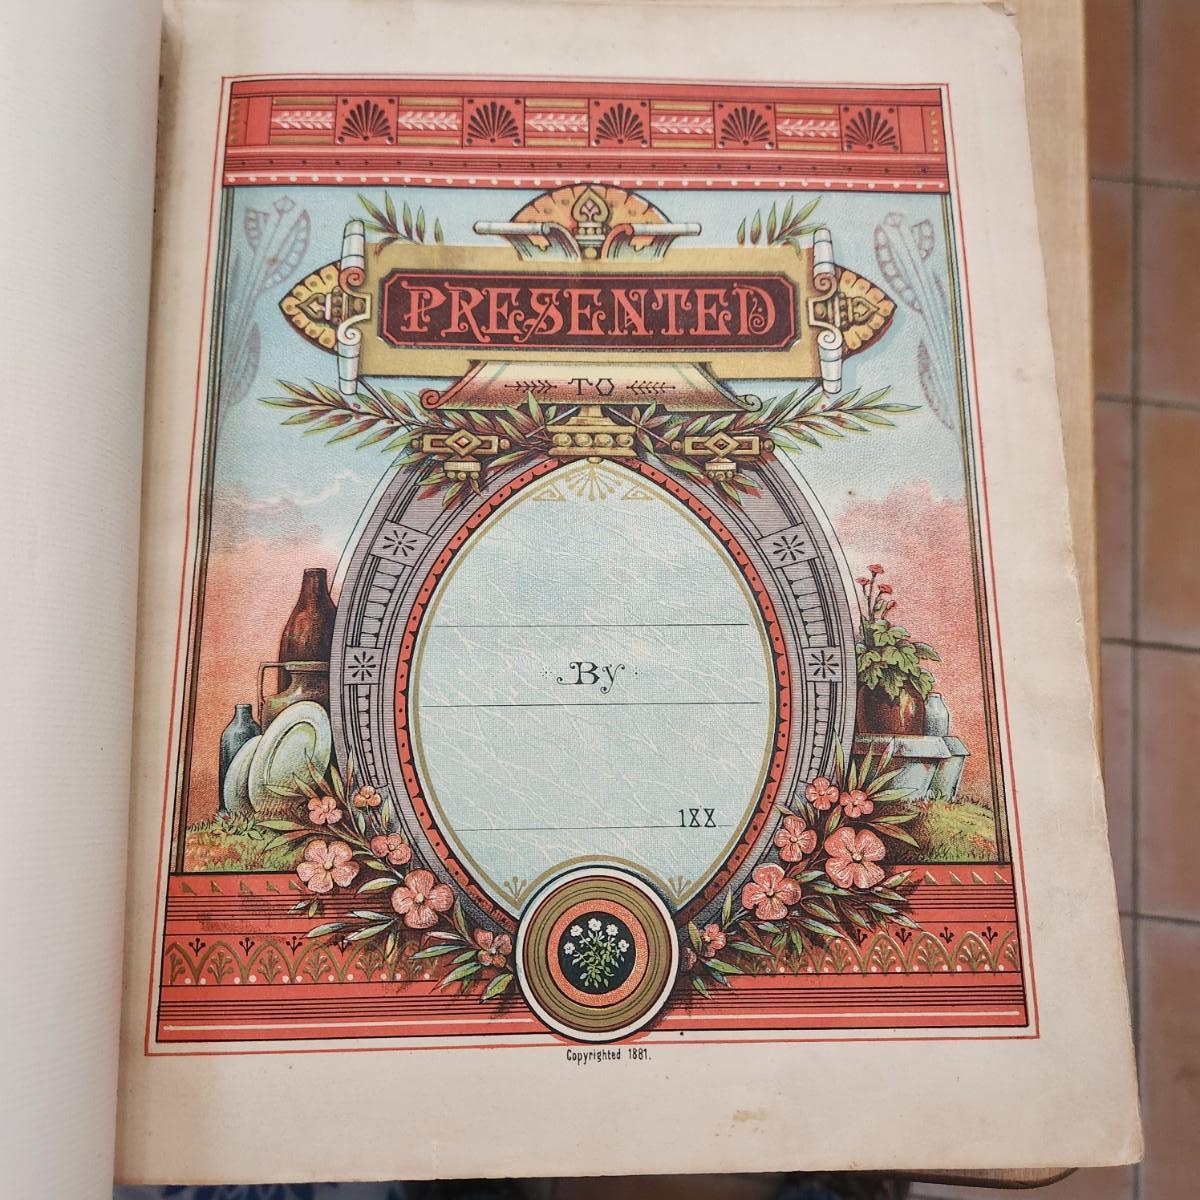 PRESENTED
TO
By
188
Copyrighted 1881.